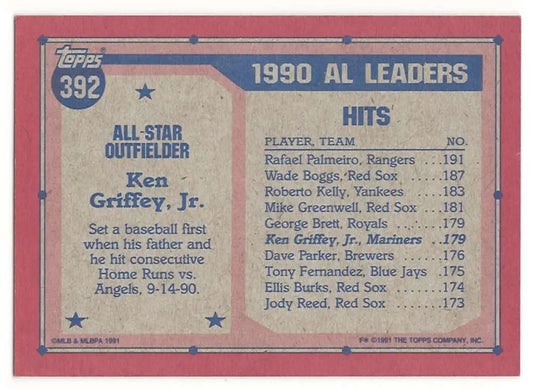 topps
392
ALL-STAR
OUTFIELDER
Ken
Griffey, Jr.
Set a baseball first
when his father and
he hit consecutive
Home Runs vs.
Angels, 9-14-90.
©MLB & MLBPA 1991
1990 AL LEADERS
HITS
PLAYER, TEAM NO.
Rafael Palmeiro, Rangers ...191
Wade Boggs, Red Sox ......187
Roberto Kelly, Yankees .....183
Mike Greenwell, Red Sox ...181
George Brett, Royals .......179
Ken Griffey, Jr., Mariners ..179
Dave Parker, Brewers ......176
Tony Fernandez, Blue Jays .175
Ellis Burks, Red Sox .......174
Jody Reed, Red Sox .......173
F* ©1991 THE TOPPS COMPANY, INC.